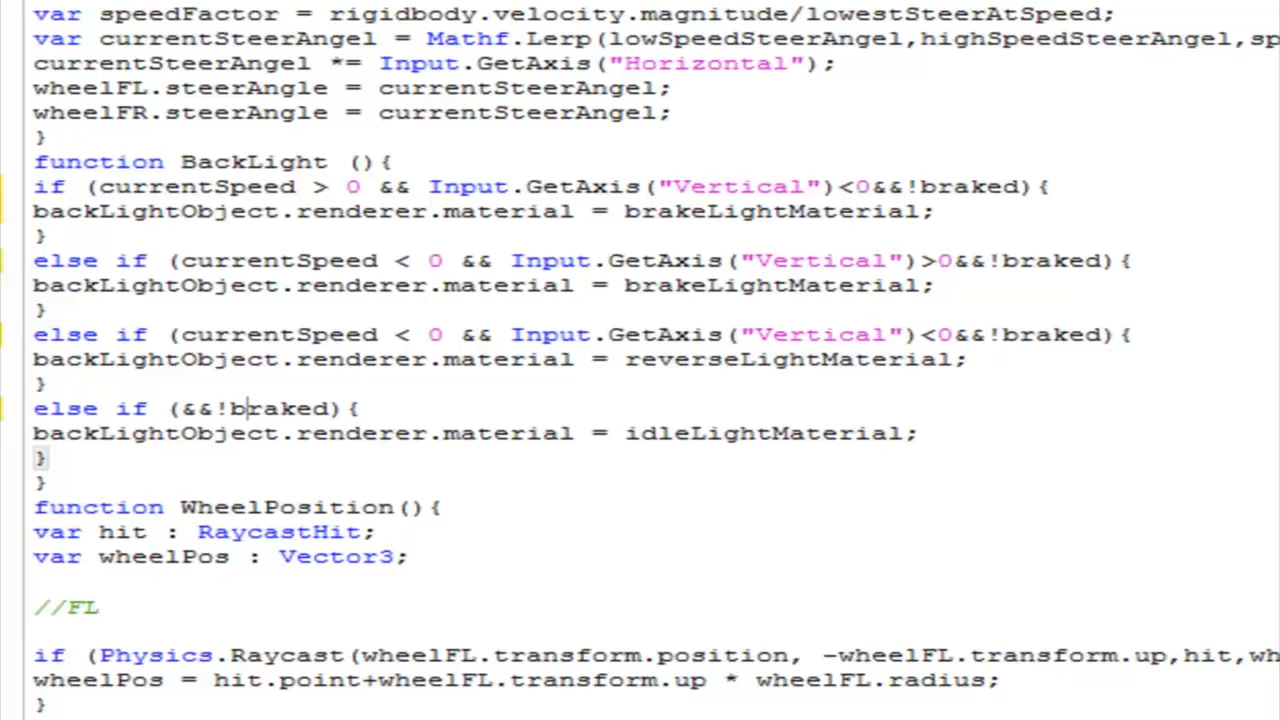 var speedFactor = rigidbody.velocity.magnitude/lowestSteerAtSpeed;
var currentSteerAngel = Mathf.Lerp(lowSpeedSteerAngel,highSpeedSteerAngel,sp
currentSteerAngel *= Input.GetAxis("Horizontal");
wheelFL.steerAngle = currentSteerAngel;
wheelFR.steerAngle = currentSteerAngel;
}
function BackLight (){
if (currentSpeed > 0 && Input.GetAxis("Vertical")<0&&!braked){
backLightObject.renderer.material = brakeLightMaterial;
}
else if (currentSpeed < 0 && Input.GetAxis("Vertical")>0&&!braked){
backLightObject.renderer.material = brakeLightMaterial;
}
else if (currentSpeed < 0 && Input.GetAxis("Vertical")<0&&!braked){
backLightObject.renderer.material = reverseLightMaterial;
}
else if (&&!braked){
backLightObject.renderer.material = idleLightMaterial;
}
}
function WheelPosition(){
var hit : RaycastHit;
var wheelPos : Vector3;
//FL
if (Physics.Raycast(wheelFL.transform.position, -wheelFL.transform.up,hit,wh
wheelPos = hit.point+wheelFL.transform.up * wheelFL.radius;
}